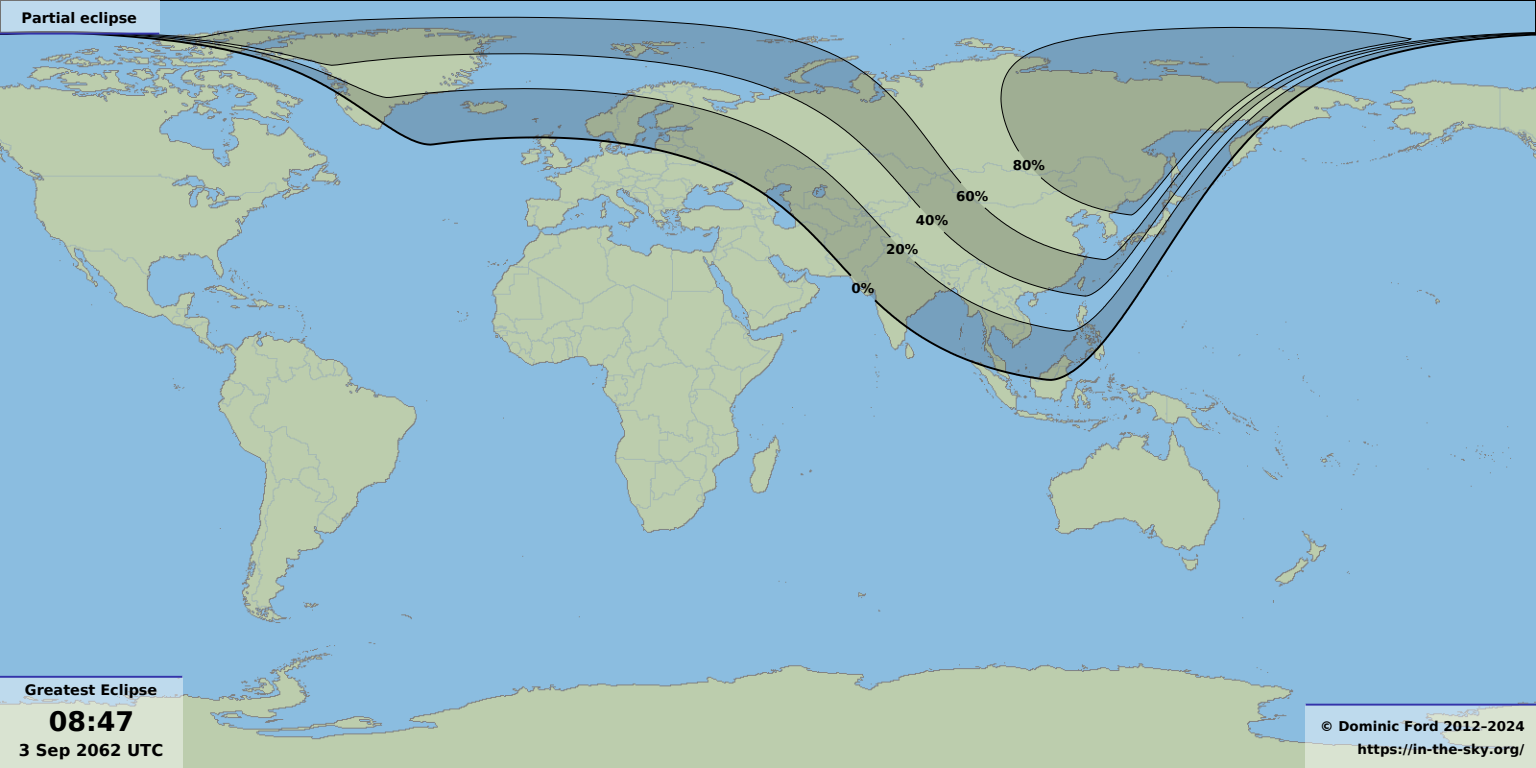 Partial eclipse
80%
60%
40%
20%
0%
Greatest Eclipse
08:47
3 Sep 2062 UTC
© Dominic Ford 2012–2024
https://in-the-sky.org/